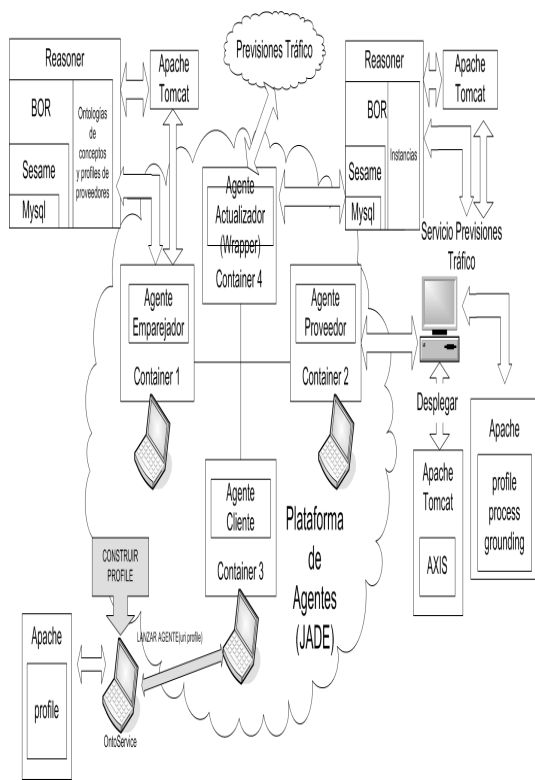 Previsiones Tráfico
Reasoner
BOR
Sesame
Mysql
Ontologías
de
conceptos
y profiles de
proveedores
Apache
Tomcat
Agente
Actualizador
(Wrapper)
Container 4
Reasoner
BOR
Sesame
Mysql
Instancias
Apache
Tomcat
Servicio Previsiones
Tráfico
Agente
Emparejador
Container 1
Agente
Proveedor
Container 2
Desplegar
Apache
Tomcat
AXIS
Apache
profile
process
grounding
Agente
Cliente
Container 3
Plataforma
de
Agentes
(JADE)
CONSTRUIR
PROFILE
LANZAR AGENTE(uri profile)
Apache
profile
OntoService